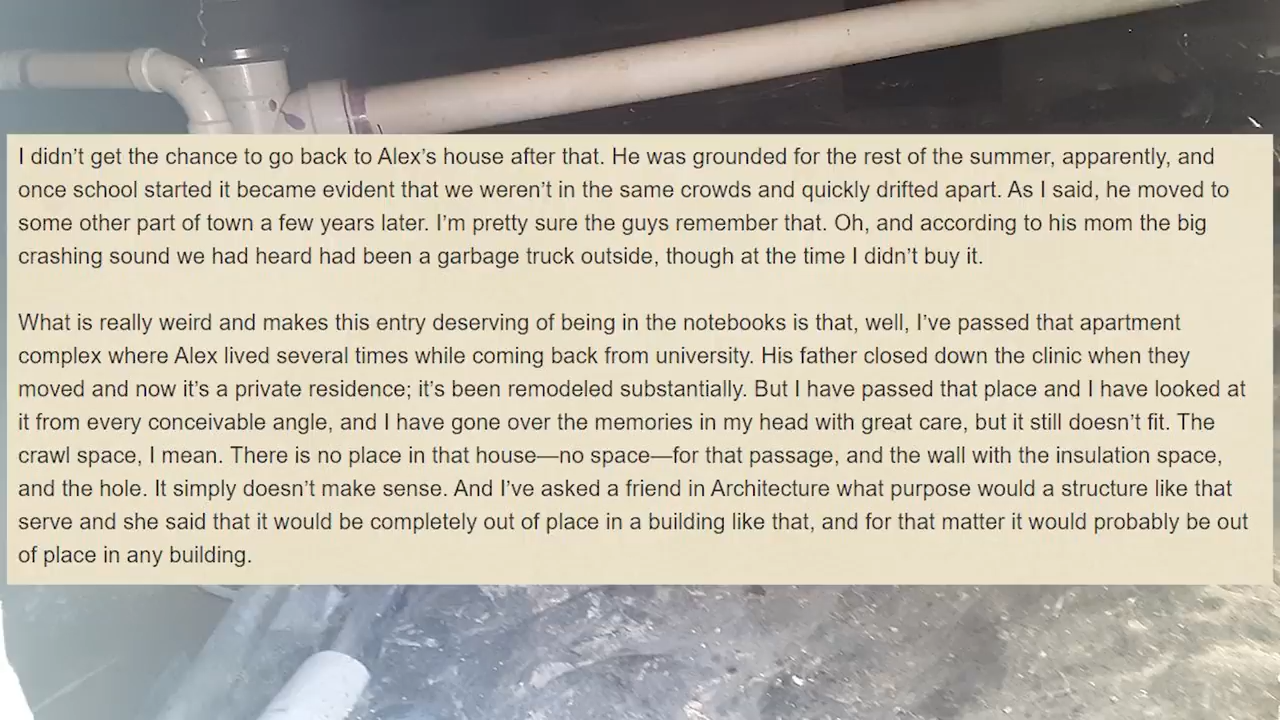 I didn’t get the chance to go back to Alex’s house after that. He was grounded for the rest of the summer, apparently, and
once school started it became evident that we weren’t in the same crowds and quickly drifted apart. As I said, he moved to
some other part of town a few years later. I’m pretty sure the guys remember that. Oh, and according to his mom the big
crashing sound we had heard had been a garbage truck outside, though at the time I didn’t buy it.
What is really weird and makes this entry deserving of being in the notebooks is that, well, I’ve passed that apartment
complex where Alex lived several times while coming back from university. His father closed down the clinic when they
moved and now it’s a private residence; it’s been remodeled substantially. But I have passed that place and I have looked at
it from every conceivable angle, and I have gone over the memories in my head with great care, but it still doesn’t fit. The
crawl space, I mean. There is no place in that house—no space—for that passage, and the wall with the insulation space,
and the hole. It simply doesn’t make sense. And I’ve asked a friend in Architecture what purpose would a structure like that
serve and she said that it would be completely out of place in a building like that, and for that matter it would probably be out
of place in any building.